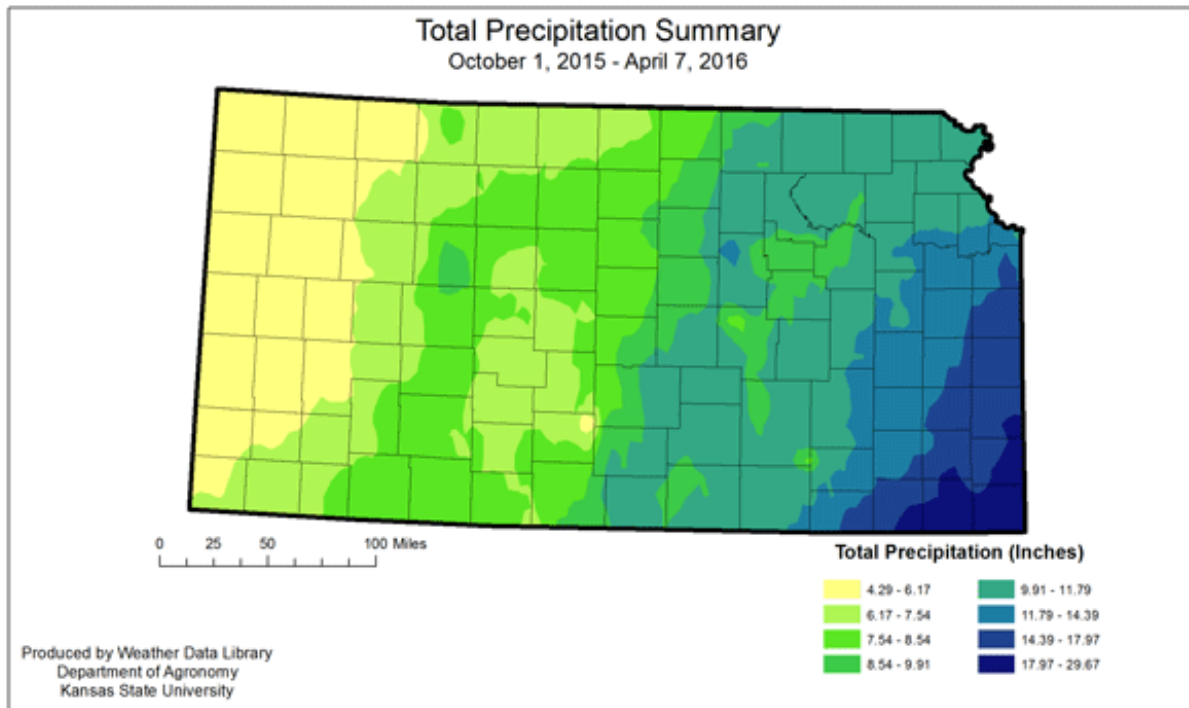 Total Precipitation Summary
October 1, 2015 - April 7, 2016
0 25 50 100 Miles
Total Precipitation (Inches)
4.29 - 6.17 9.91 - 11.79
6.17 - 7.54 11.79 - 14.39
7.54 - 8.54 14.39 - 17.97
8.54 - 9.91 17.97 - 29.67
Produced by Weather Data Library
Department of Agronomy
Kansas State University